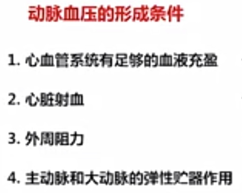 动脉血压的形成条件
1. 心血管系统有足够的血液充盈
2. 心脏射血
3. 外周阻力
4. 主动脉和大动脉的弹性贮器作用